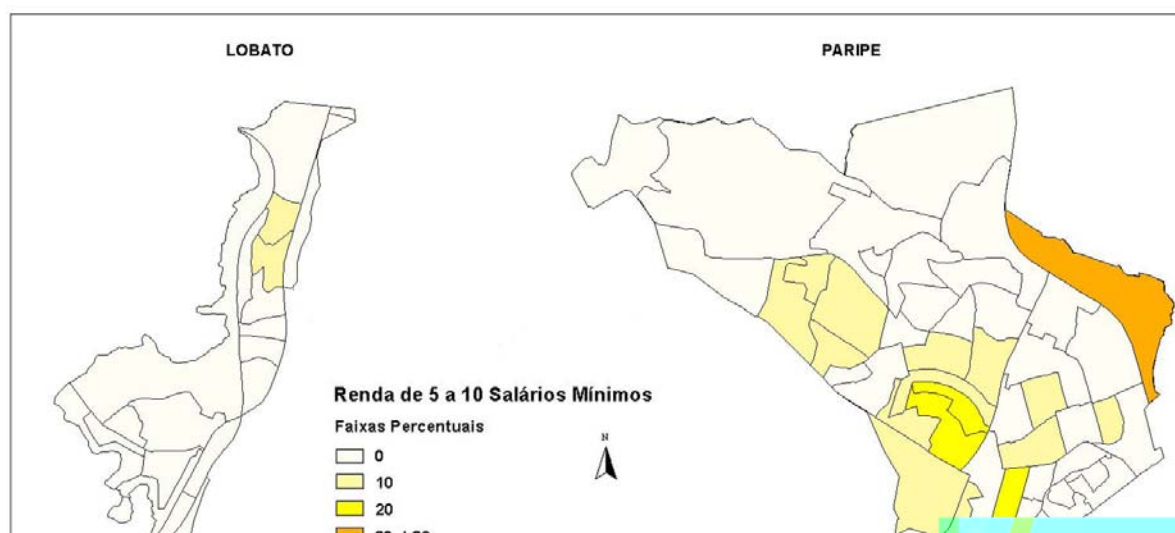 LOBATO
PARIPE
Renda de 5 a 10 Salários Mínimos
Faixas Percentuais
N
0
10
20